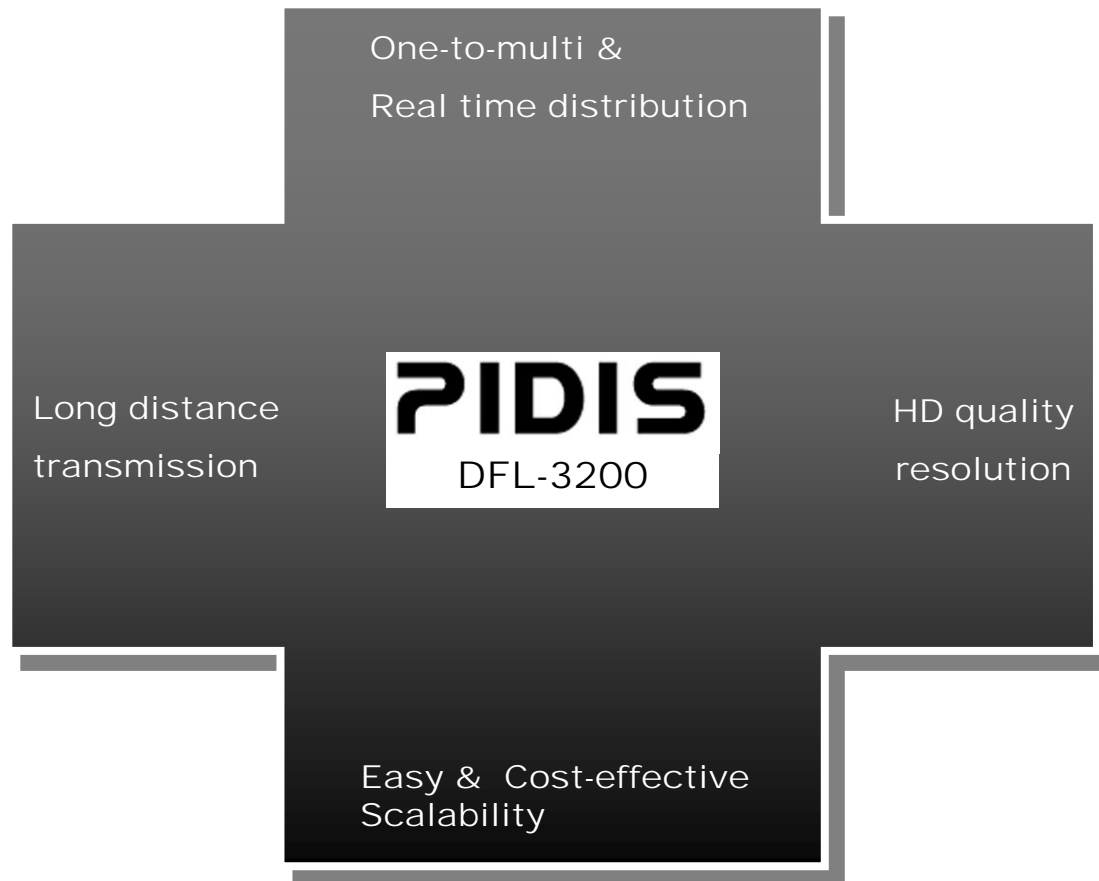 One-to-multi &
Real time distribution
Long distance
transmission
PIDIS
DFL-3200
HD quality
resolution
Easy & Cost-effective
Scalability